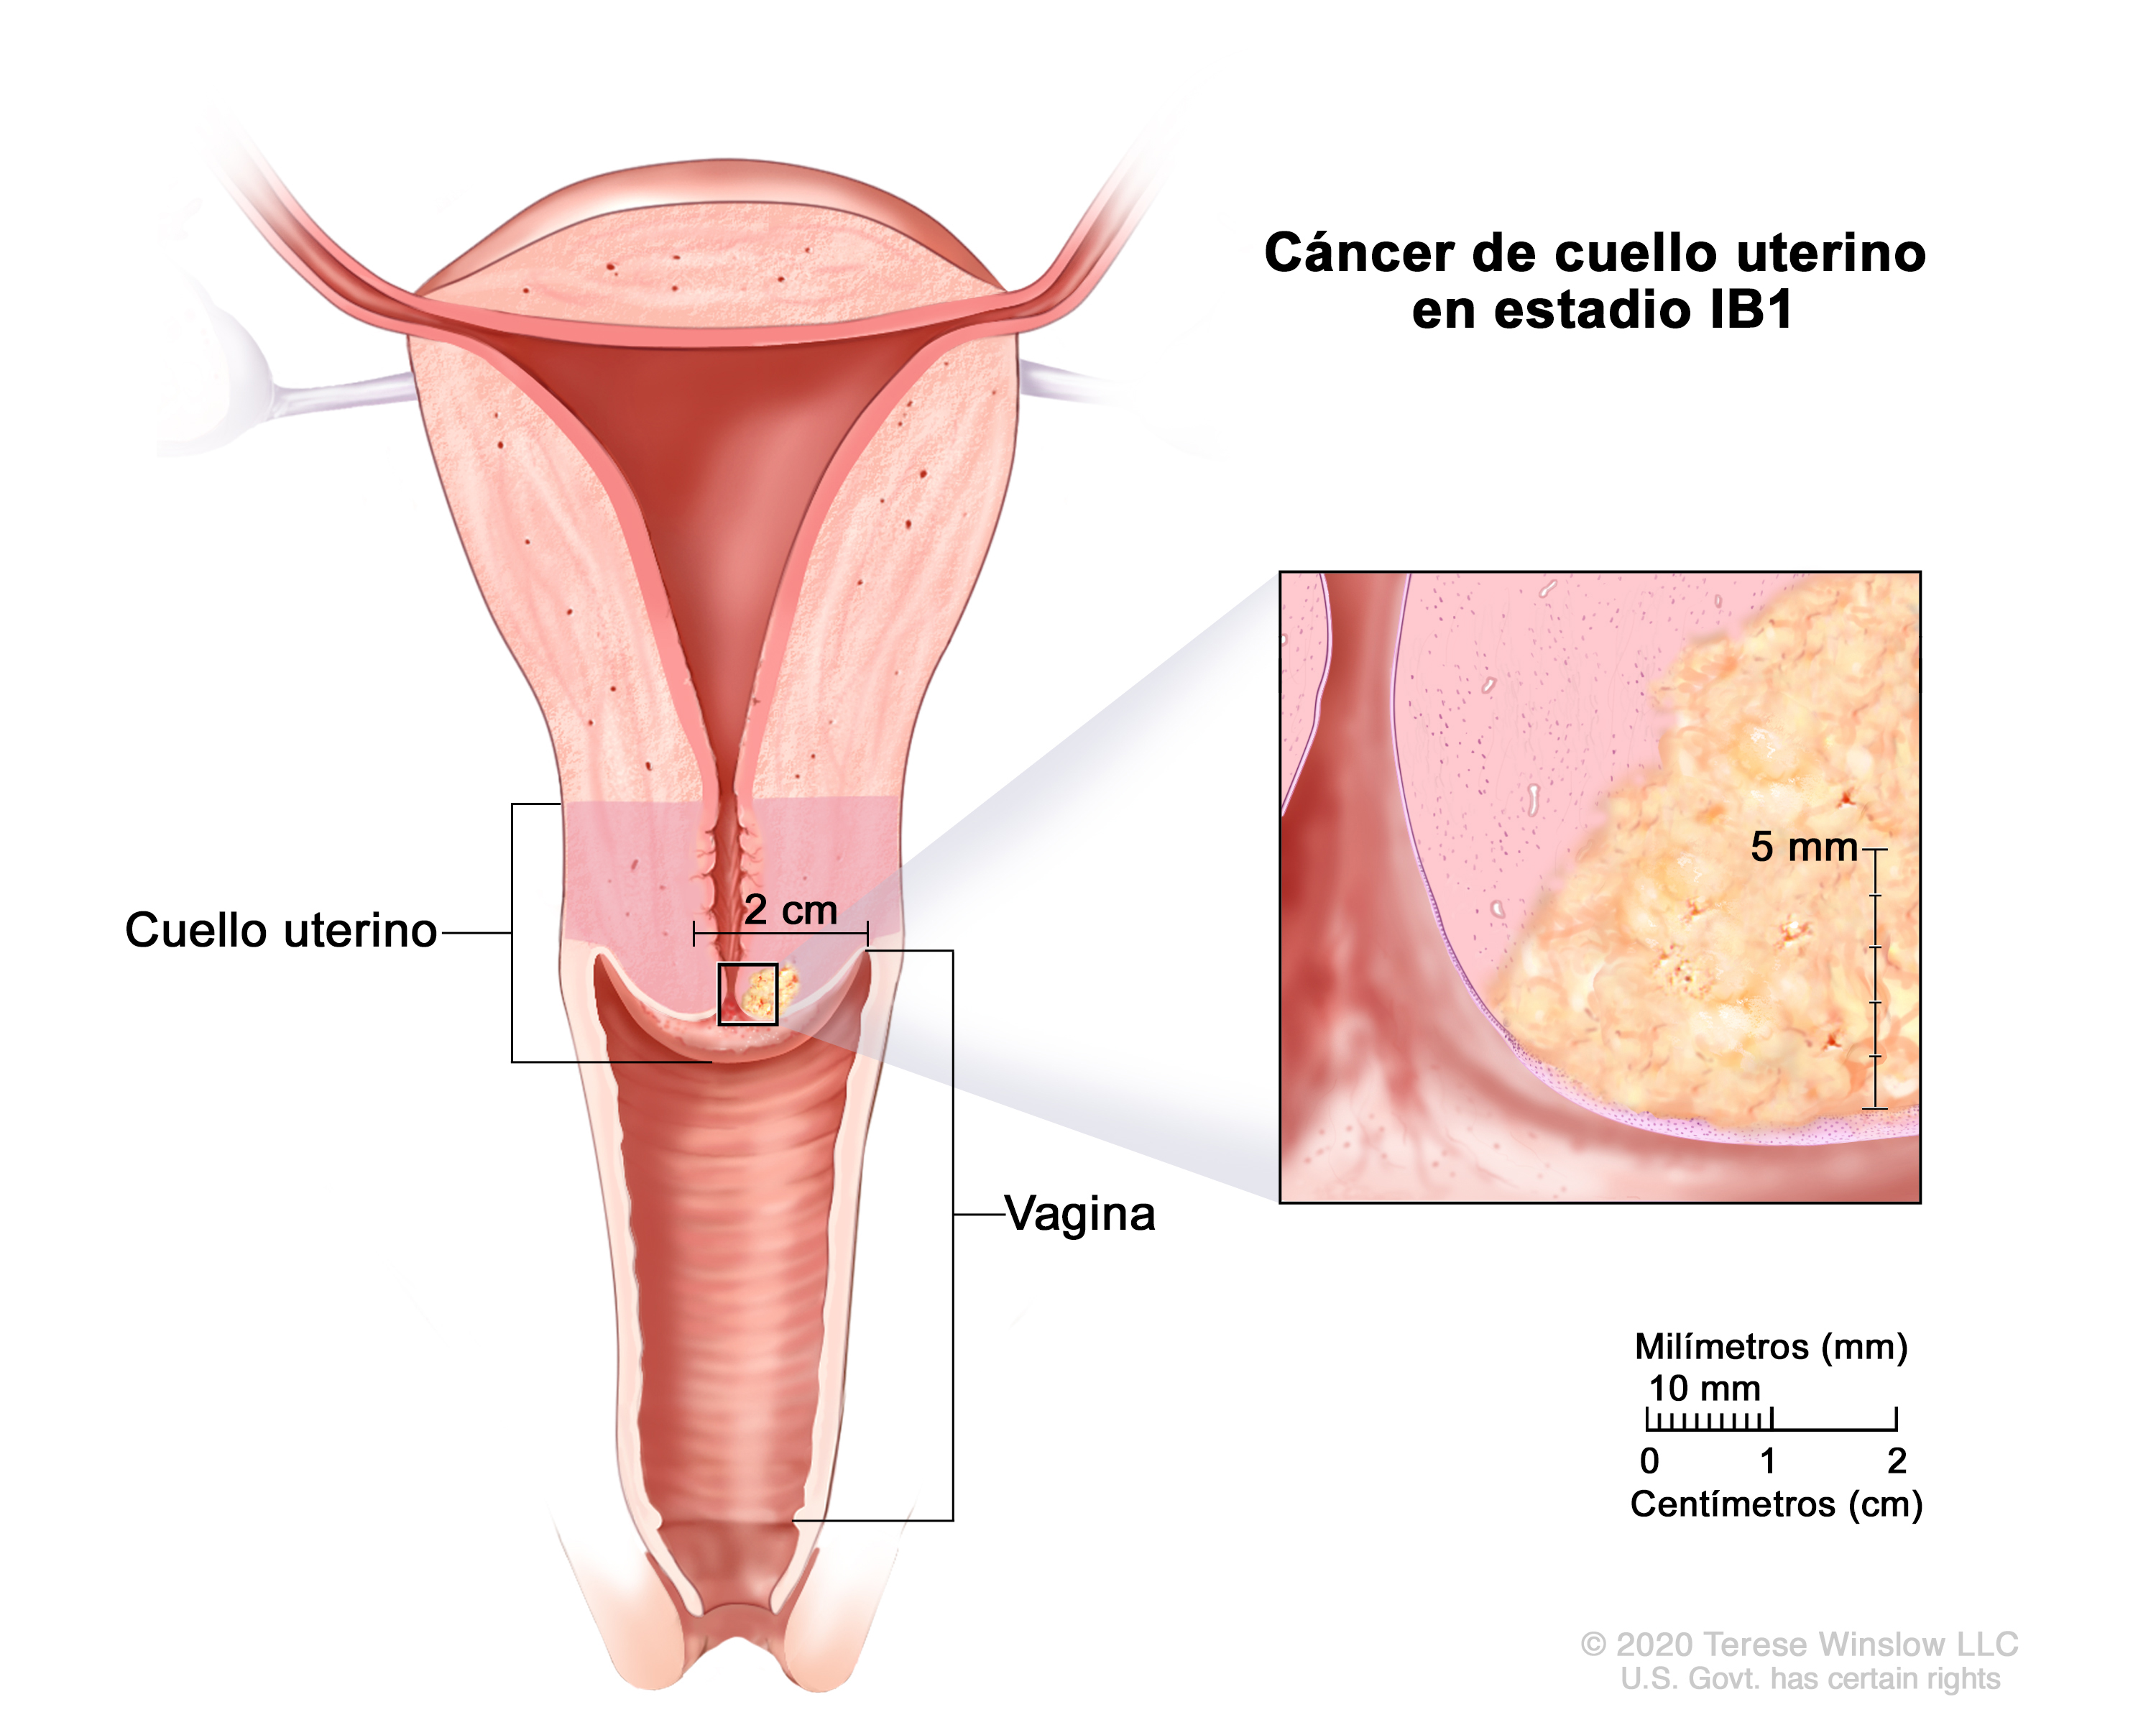 Cáncer de cuello uterino
en estadio IB1
5 mm
2 cm
Cuello uterino
Vagina
Milímetros (mm)
10 mm
0 1 2
Centímetros (cm)
© 2020 Terese Winslow LLC
U.S. Govt. has certain rights